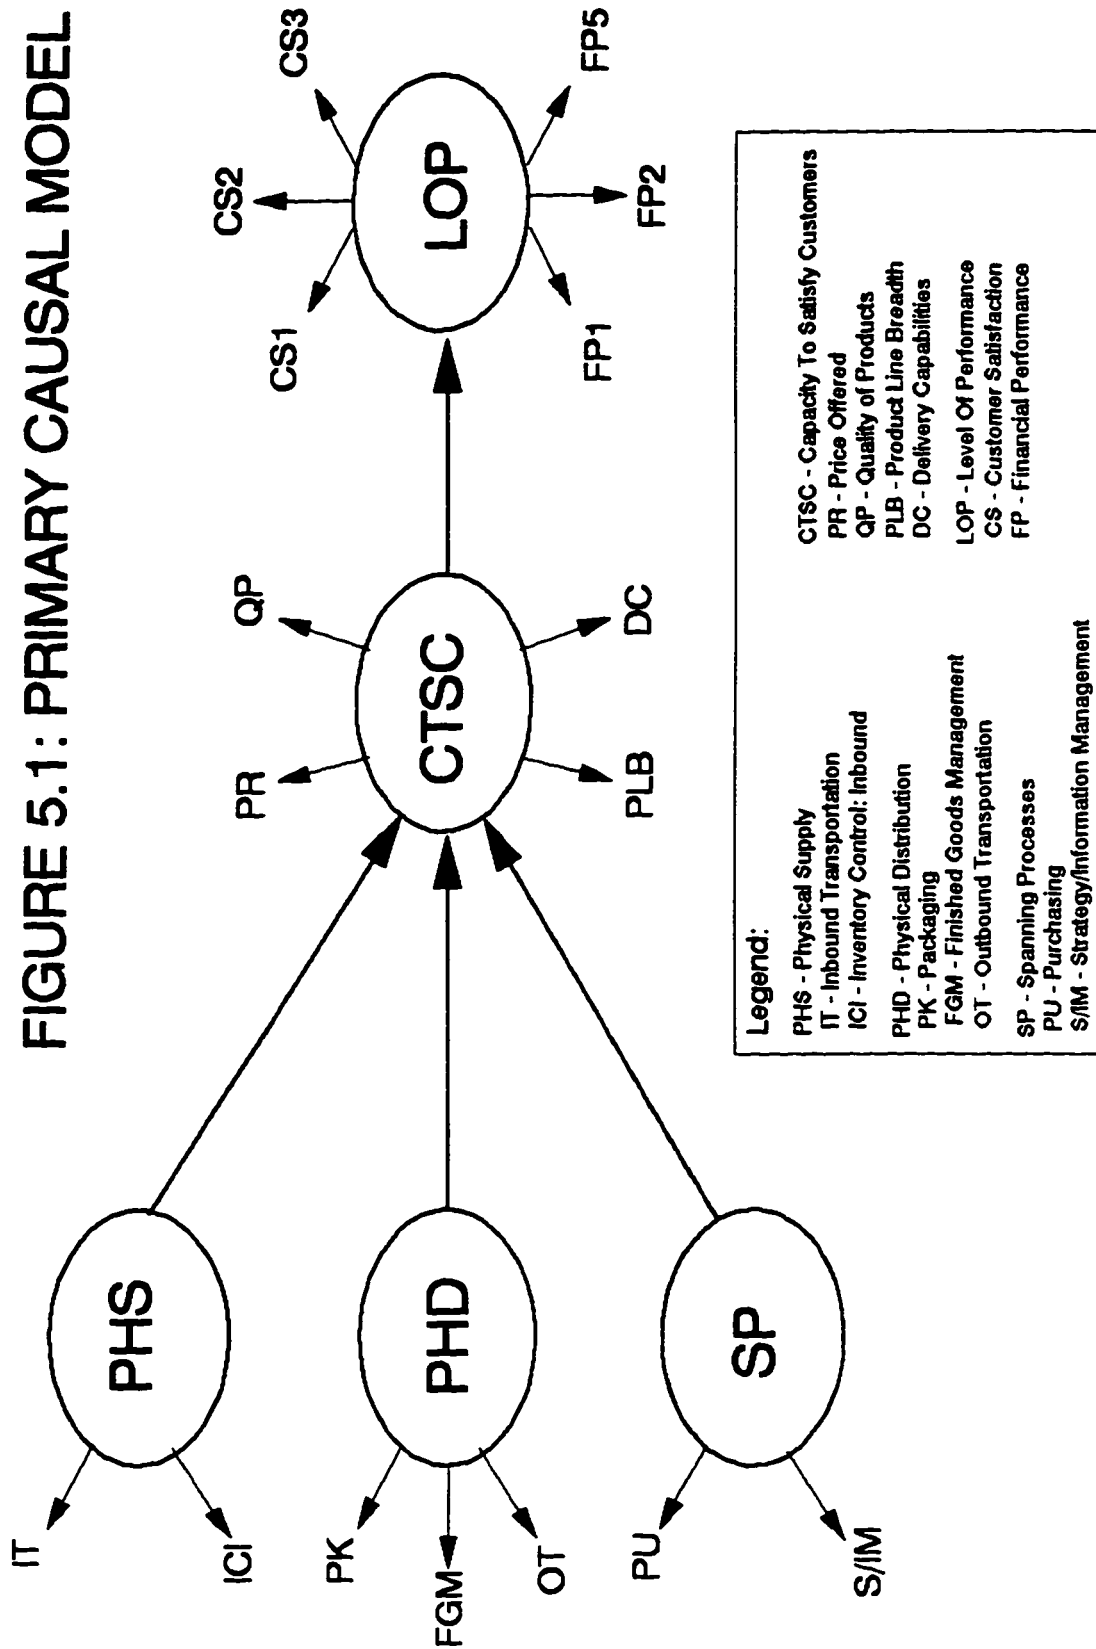 FIGURE 5.1: PRIMARY CAUSAL MODEL
IT
ICI
PHS
PK
FGM
OT
PHD
PU
S/IM
SP
PR
QP
CTSC
PLB
DC
CS1
CS2
CS3
LOP
FP1
FP2
FP5
Legend:
PHS - Physical Supply
IT - Inbound Transportation
ICI - Inventory Control: Inbound
PHD - Physical Distribution
PK - Packaging
FGM - Finished Goods Management
OT - Outbound Transportation
SP - Spanning Processes
PU - Purchasing
S/IM - Strategy/Information Management
CTSC - Capacity To Satisfy Customers
PR - Price Offered
QP - Quality of Products
PLB - Product Line Breadth
DC - Delivery Capabilities
LOP - Level Of Performance
CS - Customer Satisfaction
FP - Financial Performance